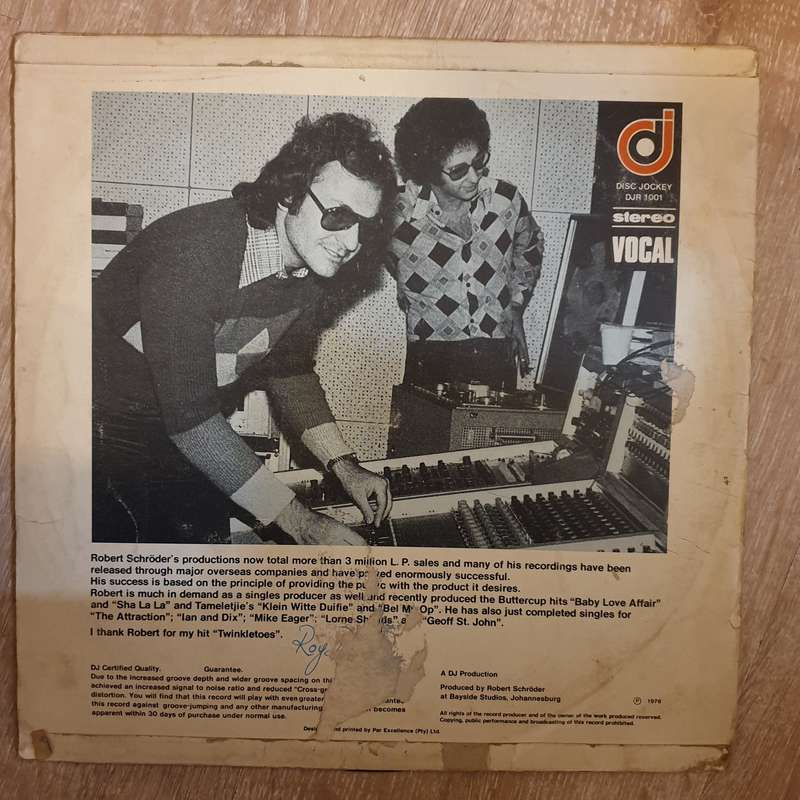 DISC JOCKEY
DJR 1001
stereo
VOCAL
Robert Schröder's productions now total more than 3 million L. P. sales and many of his recordings have been
released through major overseas companies and have proved enormously successful.
His success is based on the principle of providing the public with the product it desires.
Robert is much in demand as a singles producer as well and recently produced the Buttercup hits "Baby Love Affair"
and "Sha La La" and Tameletjie's "Klein Witte Duifie" and "Bel M Op". He has also just completed singles for
"The Attraction"; "Ian and Dix"; "Mike Eager"; "Lorne Sh ds" a "Geoff St. John".
I thank Robert for my hit "Twinkletoes".
Roy
DJ Certified Quality. Guarantee.
Due to the increased groove depth and wider groove spacing on thi
achieved an increased signal to noise ratio and reduced "Cross-gr
distortion. You will find that this record will play with even greater
this record against groove-jumping and any other manufacturing becomes
apparent within 30 days of purchase under normal use.
A DJ Production
Produced by Robert Schröder
at Bayside Studios, Johannesburg
℗ 1976
All rights of the record producer and of the owner of the work produced reserved.
Copying, public performance and broadcasting of this record prohibited.
Designed and printed by Par Excellence (Pty) Ltd.